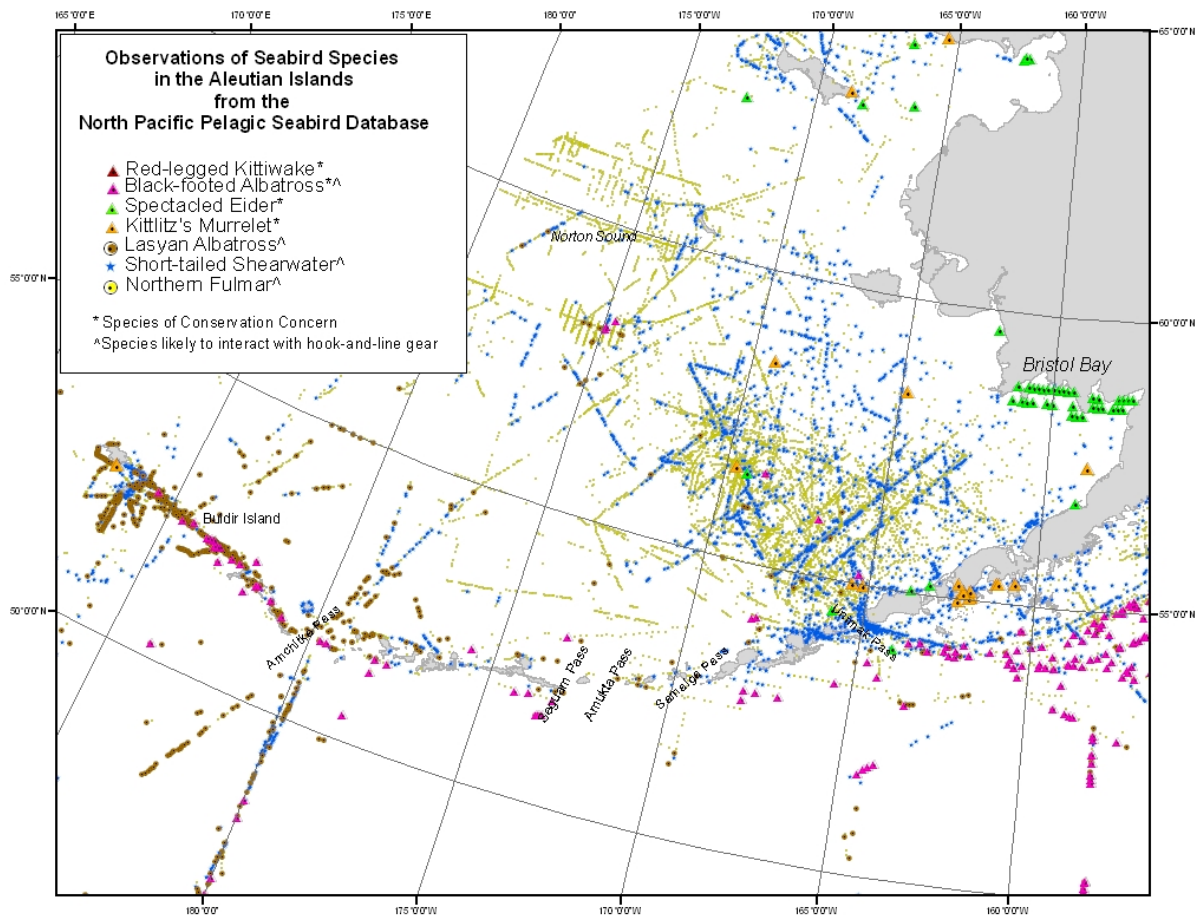 165°0'0"E 170°0'0"E 180°0'0" 175°0'0"W 170°0'0"W 165°0'0"W 160°0'0"W
65°0'0"N
Observations of Seabird Species
in the Aleutian Islands
from the
North Pacific Pelagic Seabird Database
Red-legged Kittiwake*
Black-footed Albatross*^
Spectacled Eider*
Kittlitz's Murrelet*
Lasyan Albatross^
Short-tailed Shearwater^
Northern Fulmar^
* Species of Conservation Concern
^Species likely to interact with hook-and-line gear
Norton Sound
55°0'0"N
60°0'0"N
Bristol Bay
Buldir Island
50°0'0"N
55°0'0"N
Amchitka Pass
Seguam Pass
Amukta Pass
Samalga Pass
Unimak Pass
180°0'0" 175°0'0"W 170°0'0"W 165°0'0"W 160°0'0"W